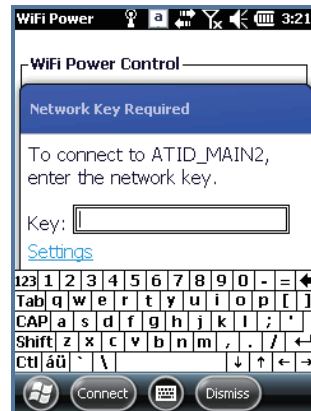 WiFi Power a 3:21
WiFi Power Control
Network Key Required
To connect to ATID_MAIN2,
enter the network key.
Key:
Settings
123 1 2 3 4 5 6 7 8 9 0 - = ←
Tab q w e r t y u i o p [ ]
CAP a s d f g h j k l ; '
Shift z x c v b n m , . / ↵
Ctl áü ` \ ↓ ↑ ← →
Connect Dismiss